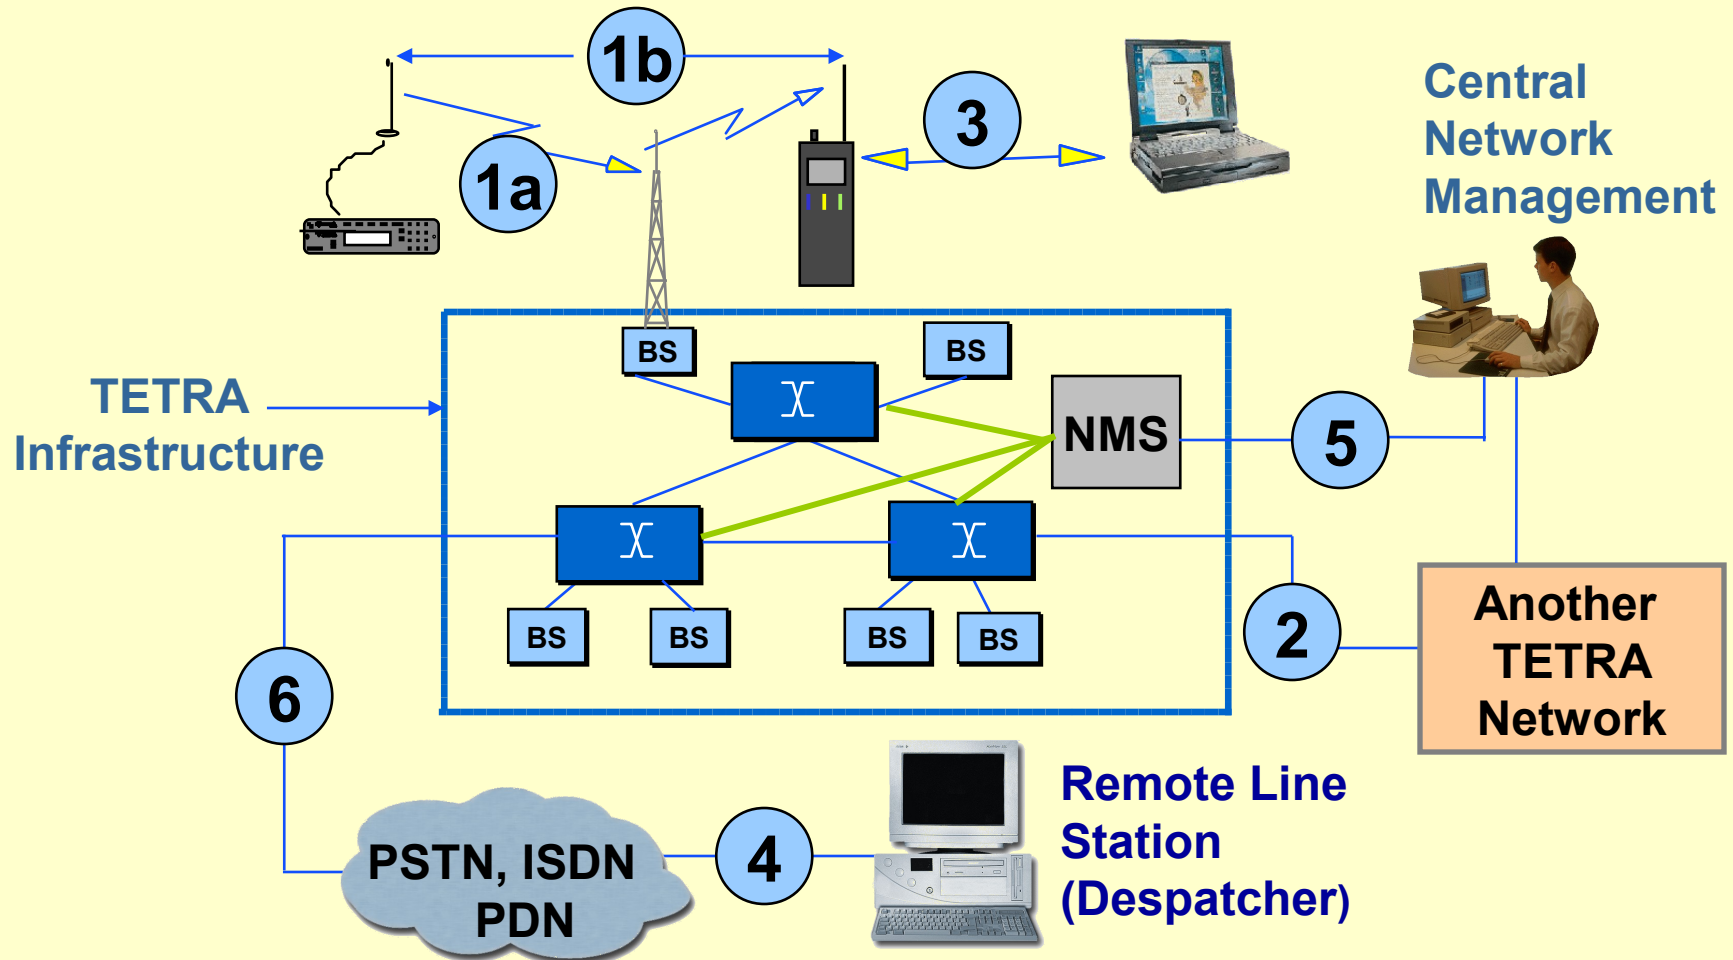 1b
3
1a
Central
Network
Management
BS
BS
TETRA
Infrastructure
NMS
5
BS
BS
BS
BS
2
Another
TETRA
Network
6
Remote Line
Station
(Despatcher)
4
PSTN, ISDN
PDN